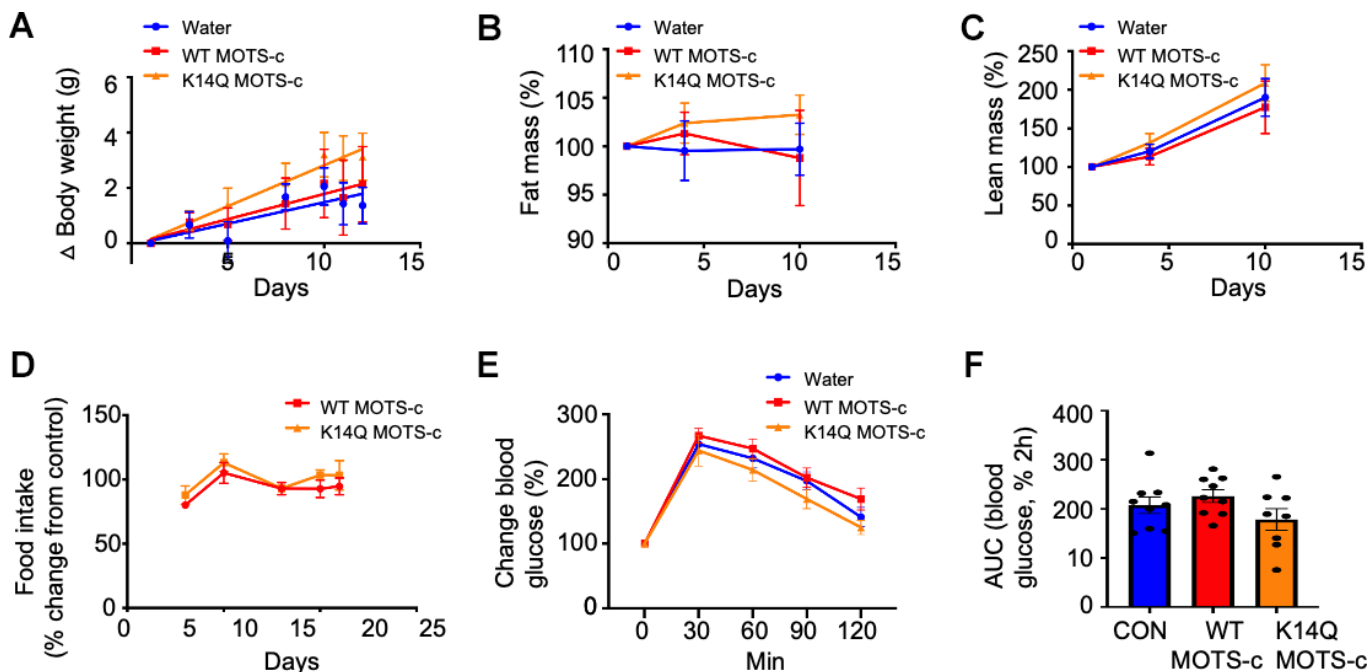 A
Water
WT MOTS-c
K14Q MOTS-c
Δ Body weight (g)
6
4
2
0
5
10
15
Days
B
Water
WT MOTS-c
K14Q MOTS-c
Fat mass (%)
110
105
100
95
90
0
5
10
15
Days
C
Water
WT MOTS-c
K14Q MOTS-c
Lean mass (%)
250
200
150
100
50
0
0
5
10
15
Days
D
WT MOTS-c
K14Q MOTS-c
Food intake
(% change from control)
150
100
50
0
0
5
10
15
20
25
Days
E
Water
WT MOTS-c
K14Q MOTS-c
Change blood
glucose (%)
300
200
100
0
0
30
60
90
120
Min
F
AUC (blood
glucose, % 2h)
400
300
200
10
0
CON
WT
MOTS-c
K14Q
MOTS-c